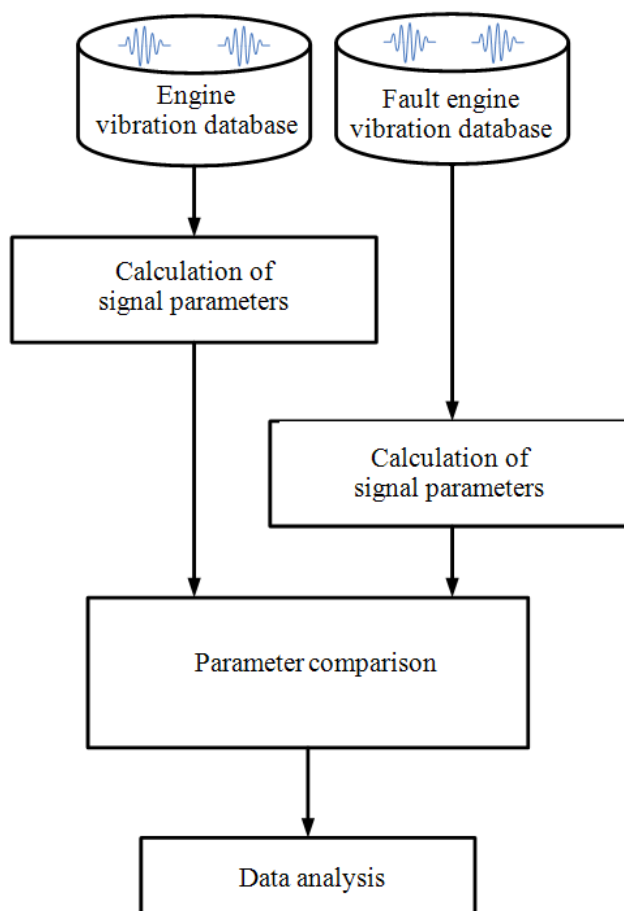 Engine
vibration database
Fault engine
vibration database
Calculation of
signal parameters
Calculation of
signal parameters
Parameter comparison
Data analysis